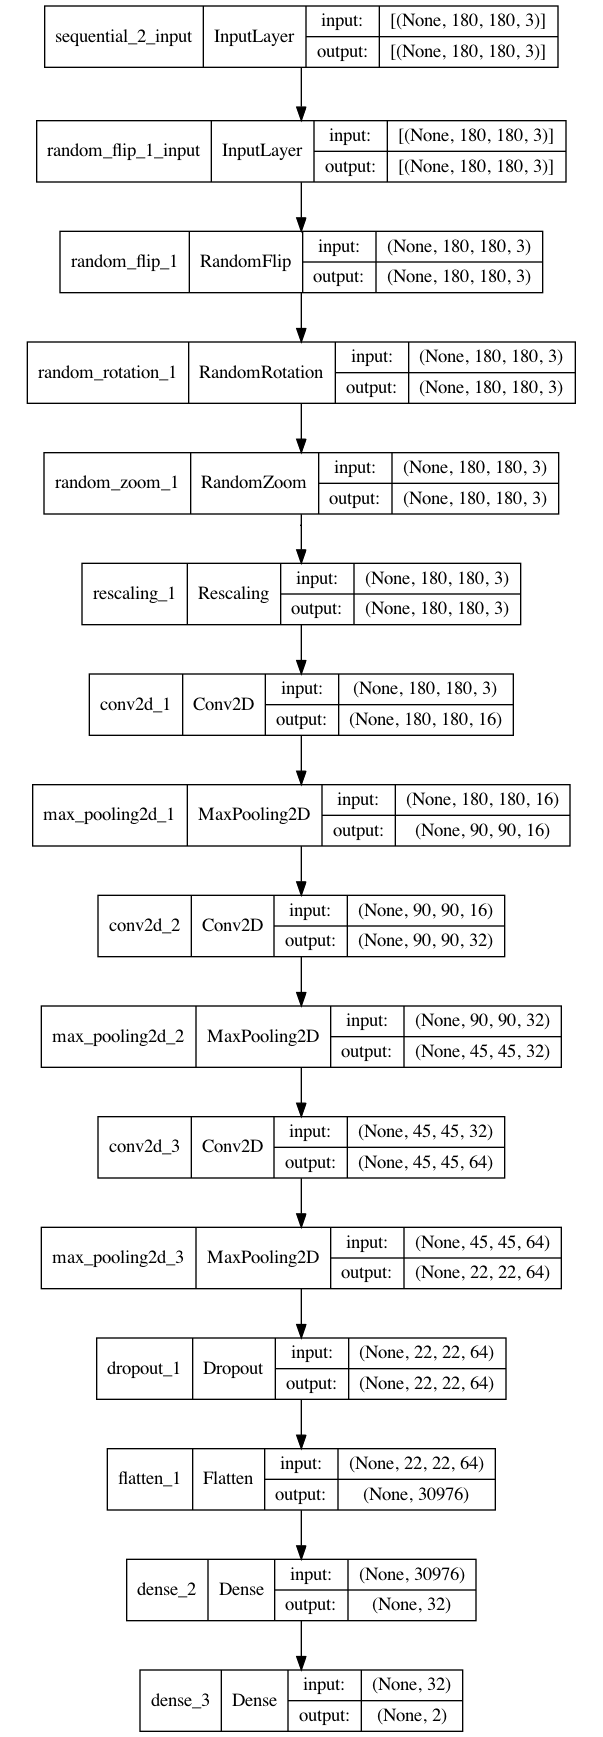 sequential_2_input InputLayer input: [(None, 180, 180, 3)]
output: [(None, 180, 180, 3)]
random_flip_1_input InputLayer input: [(None, 180, 180, 3)]
output: [(None, 180, 180, 3)]
random_flip_1 RandomFlip input: (None, 180, 180, 3)
output: (None, 180, 180, 3)
random_rotation_1 RandomRotation input: (None, 180, 180, 3)
output: (None, 180, 180, 3)
random_zoom_1 RandomZoom input: (None, 180, 180, 3)
output: (None, 180, 180, 3)
rescaling_1 Rescaling input: (None, 180, 180, 3)
output: (None, 180, 180, 3)
conv2d_1 Conv2D input: (None, 180, 180, 3)
output: (None, 180, 180, 16)
max_pooling2d_1 MaxPooling2D input: (None, 180, 180, 16)
output: (None, 90, 90, 16)
conv2d_2 Conv2D input: (None, 90, 90, 16)
output: (None, 90, 90, 32)
max_pooling2d_2 MaxPooling2D input: (None, 90, 90, 32)
output: (None, 45, 45, 32)
conv2d_3 Conv2D input: (None, 45, 45, 32)
output: (None, 45, 45, 64)
max_pooling2d_3 MaxPooling2D input: (None, 45, 45, 64)
output: (None, 22, 22, 64)
dropout_1 Dropout input: (None, 22, 22, 64)
output: (None, 22, 22, 64)
flatten_1 Flatten input: (None, 22, 22, 64)
output: (None, 30976)
dense_2 Dense input: (None, 30976)
output: (None, 32)
dense_3 Dense input: (None, 32)
output: (None, 2)